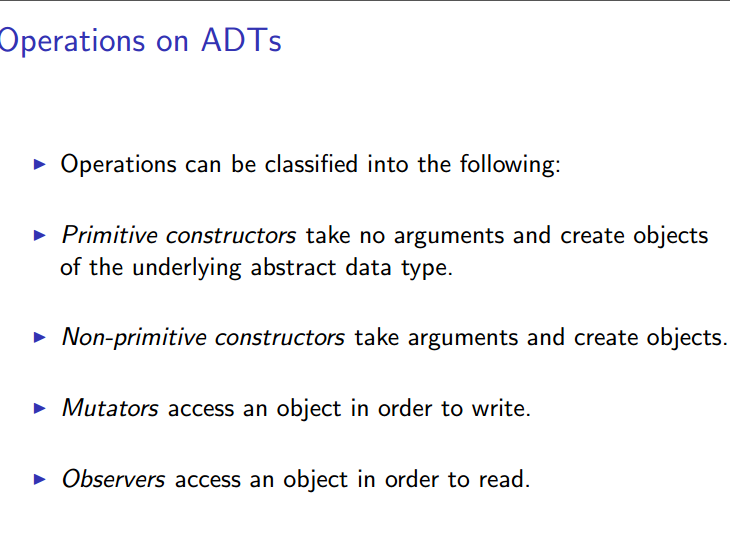 Operations on ADTs
Operations can be classified into the following:
Primitive constructors take no arguments and create objects
of the underlying abstract data type.
Non-primitive constructors take arguments and create objects.
Mutators access an object in order to write.
Observers access an object in order to read.